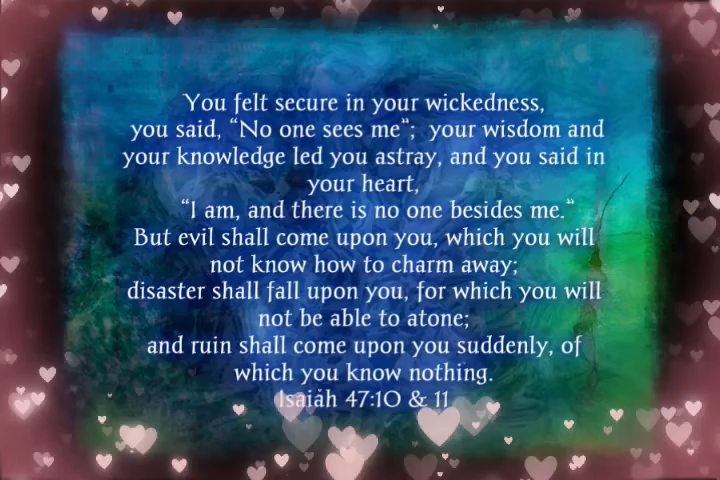 You felt secure in your wickedness,
you said, “No one sees me”; your wisdom and
your knowledge led you astray, and you said in
your heart,
“I am, and there is no one besides me.”
But evil shall come upon you, which you will
not know how to charm away;
disaster shall fall upon you, for which you will
not be able to atone;
and ruin shall come upon you suddenly, of
which you know nothing.
Isaiah 47:10 & 11